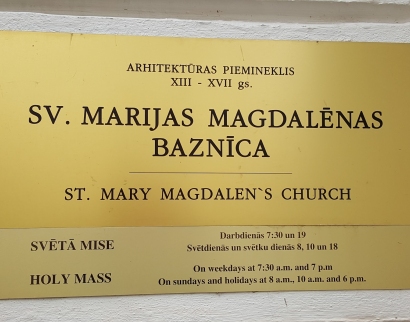 ARHITEKTŪRAS PIEMINEKLIS
XIII - XVII gs.
SV. MARIJAS MAGDALĒNAS
BAZNĪCA
ST. MARY MAGDALEN`S CHURCH
SVĒTĀ MISE
Darbdienās 7:30 un 19
Svētdienās un svētku dienās 8, 10 un 18
HOLY MASS
On weekdays at 7:30 a.m. and 7 p.m
On sundays and holidays at 8 a.m., 10 a.m. and 6 p.m.